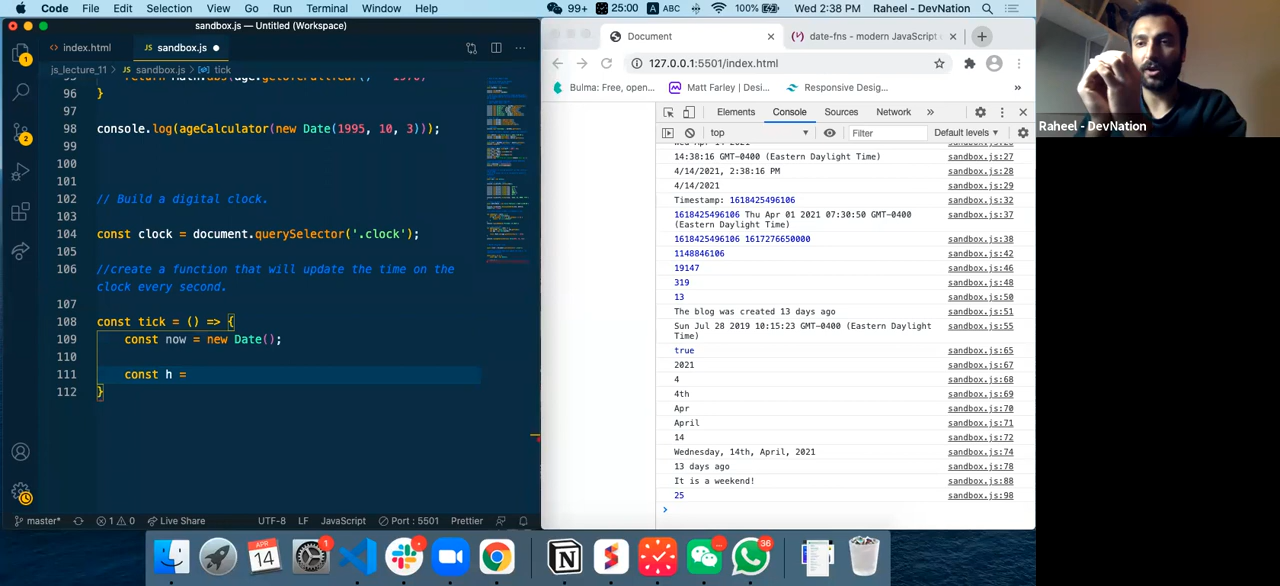 Code File Edit Selection View Go Run Terminal Window Help 99+ 25:00 A ABC 100% Wed 2:38 PM Raheel - DevNation
sandbox.js — Untitled (Workspace)
index.html JS sandbox.js
js_lecture_11 > JS sandbox.js > tick
96 }
97
98 console.log(ageCalculator(new Date(1995, 10, 3)));
99
100
101
102 // Build a digital clock.
103
104 const clock = document.querySelector('.clock');
105
106 //create a function that will update the time on the
clock every second.
107
108 const tick = () => {
109 const now = new Date();
110
111 const h =
112 }
master* 1 0 Live Share UTF-8 LF JavaScript Port : 5501 Prettier
Document date-fns - modern JavaScript
127.0.0.1:5501/index.html
Bulma: Free, open... Matt Farley | Desi... Responsive Desig... »
Elements Console Sources Network »
top Filter Default levels
14:38:16 GMT-0400 (Eastern Daylight Time) sandbox.js:27
4/14/2021, 2:38:16 PM sandbox.js:28
4/14/2021 sandbox.js:29
Timestamp: 1618425496106 sandbox.js:32
1618425496106 Thu Apr 01 2021 07:30:50 GMT-0400 sandbox.js:37
(Eastern Daylight Time)
1618425496106 1617276650000 sandbox.js:38
1148846106 sandbox.js:42
19147 sandbox.js:46
319 sandbox.js:48
13 sandbox.js:50
The blog was created 13 days ago sandbox.js:51
Sun Jul 28 2019 10:15:23 GMT-0400 (Eastern Daylight sandbox.js:55
Time)
true sandbox.js:65
2021 sandbox.js:67
4 sandbox.js:68
4th sandbox.js:69
Apr sandbox.js:70
April sandbox.js:71
14 sandbox.js:72
Wednesday, 14th, April, 2021 sandbox.js:74
13 days ago sandbox.js:78
It is a weekend! sandbox.js:88
25 sandbox.js:98
>
Raheel - DevNation
1
2
APR
14
1
36